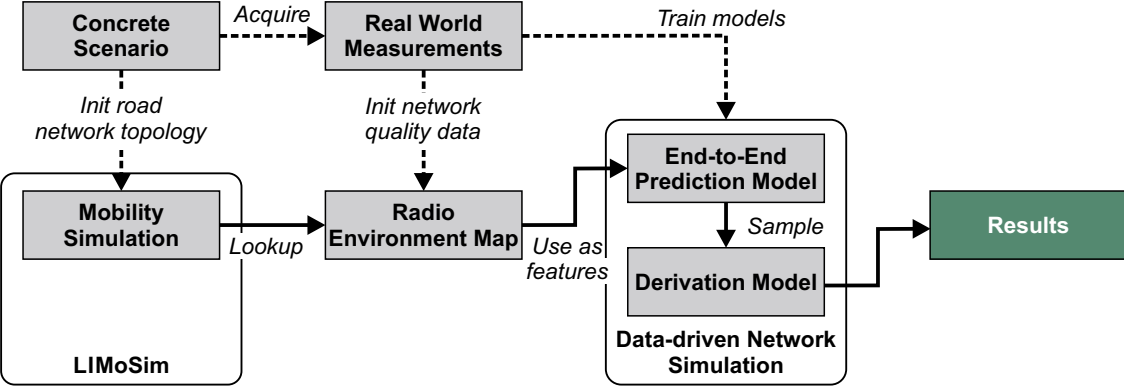 Concrete
Scenario
Acquire
Real World
Measurements
Train models
Init road
network topology
Init network
quality data
Mobility
Simulation
Lookup
Radio
Environment Map
Use as
features
End-to-End
Prediction Model
Sample
Derivation Model
Results
LIMoSim
Data-driven Network
Simulation